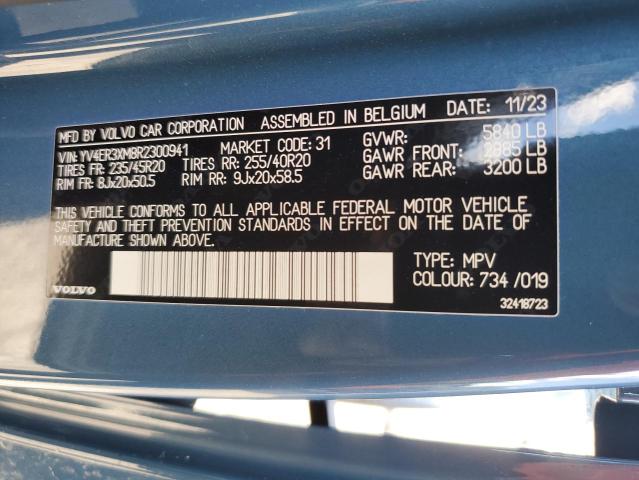 MFD BY VOLVO CAR CORPORATION ASSEMBLED IN BELGIUM DATE: 11/23
VIN: YV4ER3XM8R2300941 MARKET CODE: 31 GVWR: 5840 LB
TIRES FR: 235/45R20 TIRES RR: 255/40R20 GAWR FRONT: 2885 LB
RIM FR: 8Jx20x50.5 RIM RR: 9Jx20x58.5 GAWR REAR: 3200 LB
THIS VEHICLE CONFORMS TO ALL APPLICABLE FEDERAL MOTOR VEHICLE
SAFETY AND THEFT PREVENTION STANDARDS IN EFFECT ON THE DATE OF
MANUFACTURE SHOWN ABOVE.
TYPE: MPV
COLOUR: 734 /019
VOLVO
32418723